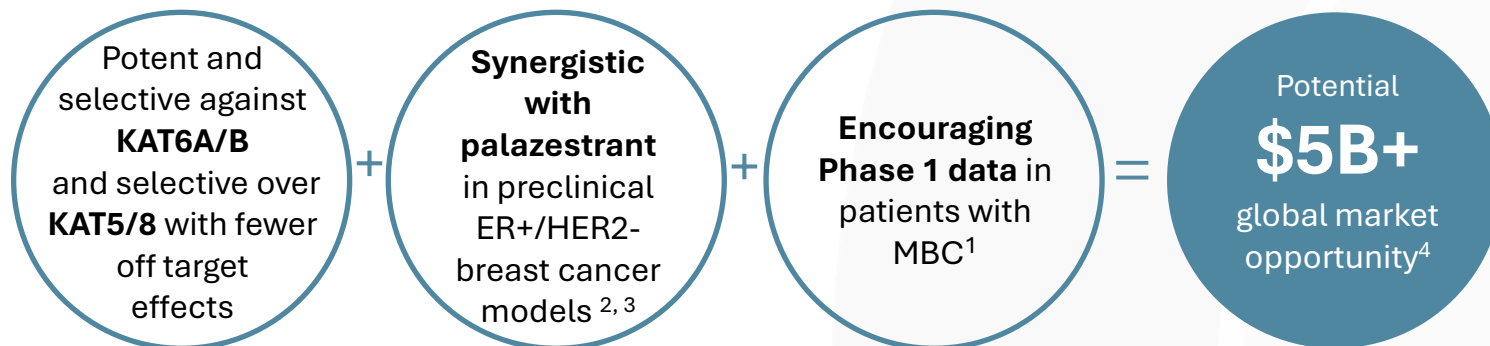 Potent and
selective against
KAT6A/B
and selective over
KAT5/8 with fewer
off target
effects
+
Synergistic
with
palazestrant
in preclinical
ER+/HER2-
breast cancer
models 2, 3
+
Encouraging
Phase 1 data in
patients with
MBC1
=
Potential
$5B+
global market
opportunity4